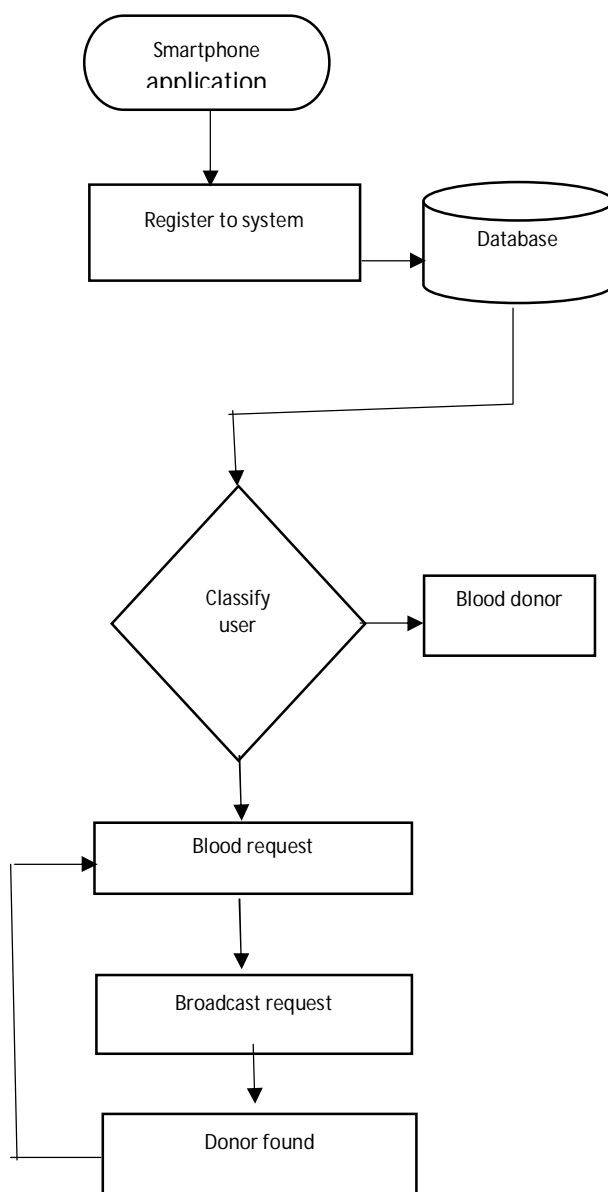 Smartphone
application
Register to system
Database
Classify
user
Blood donor
Blood request
Broadcast request
Donor found